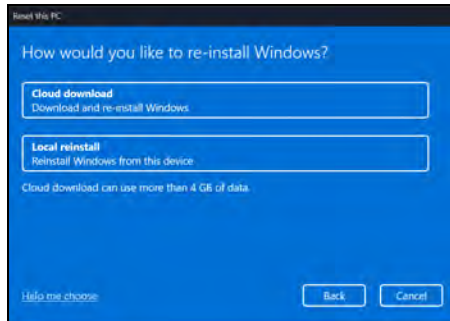 Reset this PC
How would you like to re-install Windows?
Cloud download
Download and re-install Windows
Local reinstall
Reinstall Windows from this device
Cloud download can use more than 4 GB of data.
Help me choose
Back
Cancel